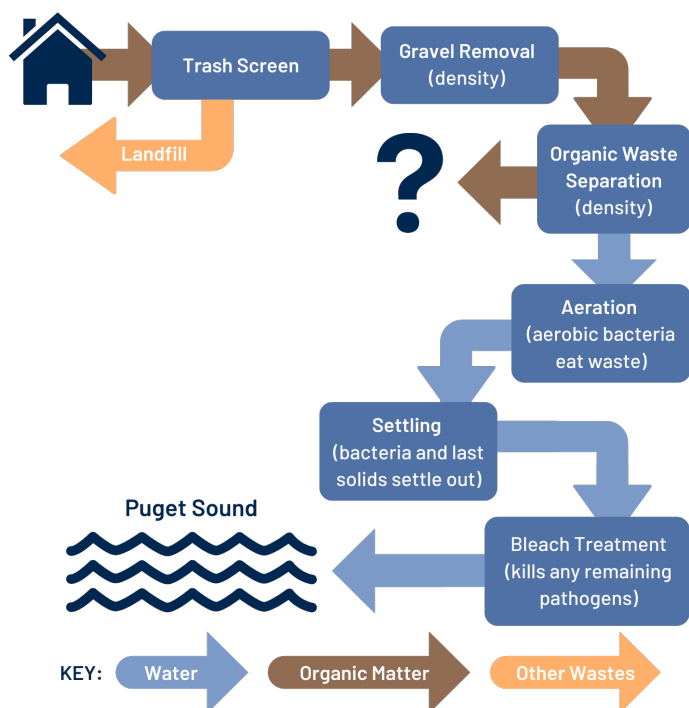 Trash Screen
Gravel Removal
(density)
Landfill
?
Organic Waste
Separation
(density)
Aeration
(aerobic bacteria
eat waste)
Settling
(bacteria and last
solids settle out)
Puget Sound
Bleach Treatment
(kills any remaining
pathogens)
KEY: Water Organic Matter Other Wastes